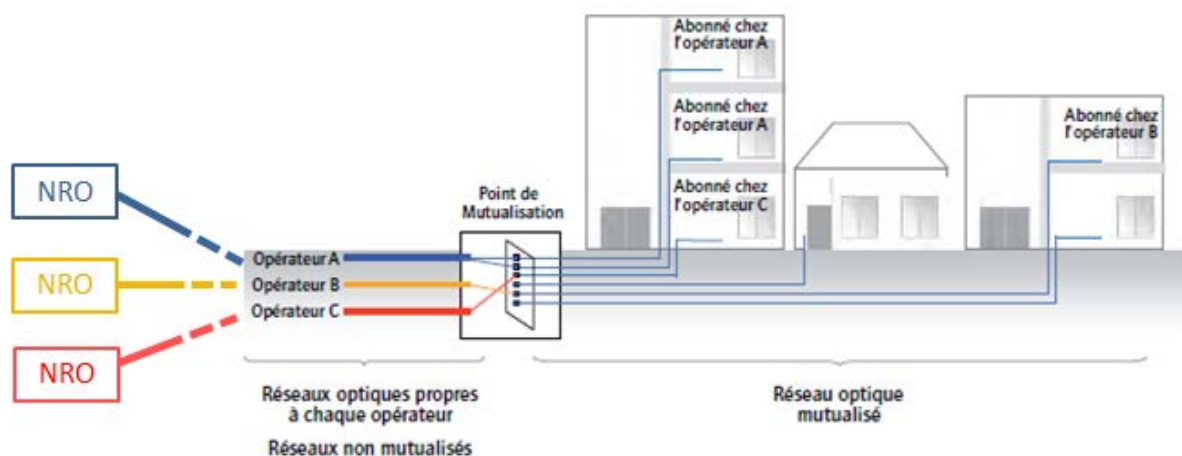 NRO
NRO
NRO
Opérateur A
Opérateur B
Opérateur C
Point de
Mutualisation
Abonné chez
l'opérateur A
Abonné chez
l'opérateur A
Abonné chez
l'opérateur C
Abonné chez
l'opérateur B
Réseaux optiques propres
à chaque opérateur
Réseaux non mutualisés
Réseau optique
mutualisé